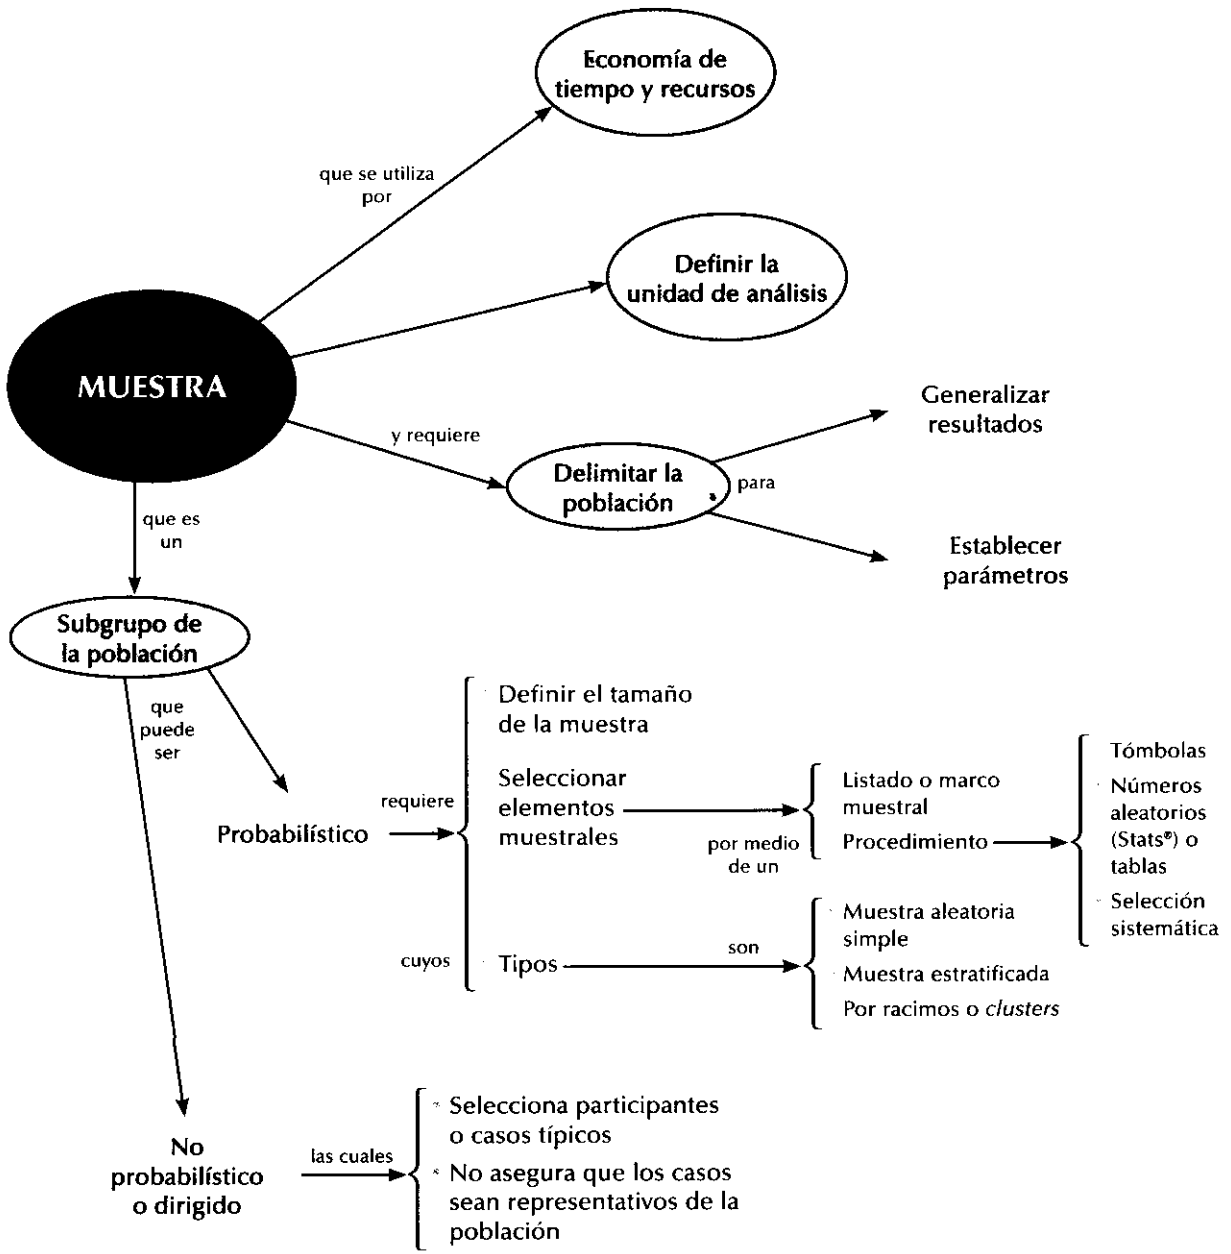 Economía de
tiempo y recursos
que se utiliza
por
Definir la
unidad de análisis
MUESTRA
Generalizar
resultados
y requiere
Delimitar la
población
para
Establecer
parámetros
que es
un
Subgrupo de
la población
que
puede
ser
Probabilístico
requiere
Definir el tamaño
de la muestra
Seleccionar
elementos
muestrales
por medio
de un
Listado o marco
muestral
Procedimiento
Tómbolas
Números
aleatorios
(Stats®) o
tablas
Selección
sistemática
cuyos
Tipos
son
Muestra aleatoria
simple
Muestra estratificada
Por racimos o clusters
No
probabilístico
o dirigido
las cuales
Selecciona participantes
o casos típicos
No asegura que los casos
sean representativos de la
población